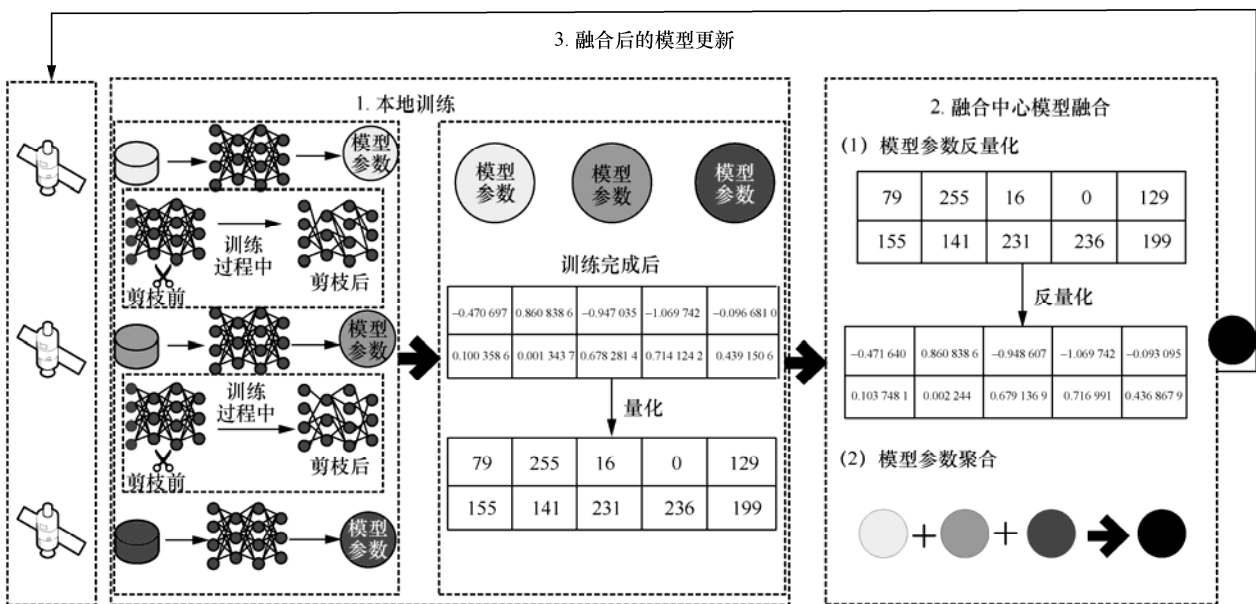 3. 融合后的模型更新
1. 本地训练
模型
参数
训练
过程中
剪枝前
剪枝后
模型
参数
训练
过程中
剪枝前
剪枝后
模型
参数
模型
参数
模型
参数
模型
参数
训练完成后
−0.470 697 0.860 838 6 −0.947 035 −1.069 742 −0.096 681 0
0.100 358 6 0.001 343 7 0.678 281 4 0.714 124 2 0.439 150 6
量化
79 255 16 0 129
155 141 231 236 199
2. 融合中心模型融合
(1) 模型参数反量化
79 255 16 0 129
155 141 231 236 199
反量化
−0.471 640 0.860 838 6 −0.948 607 −1.069 742 −0.093 095
0.103 748 1 0.002 244 0.679 136 9 0.716 991 0.436 867 9
(2) 模型参数聚合
+ +